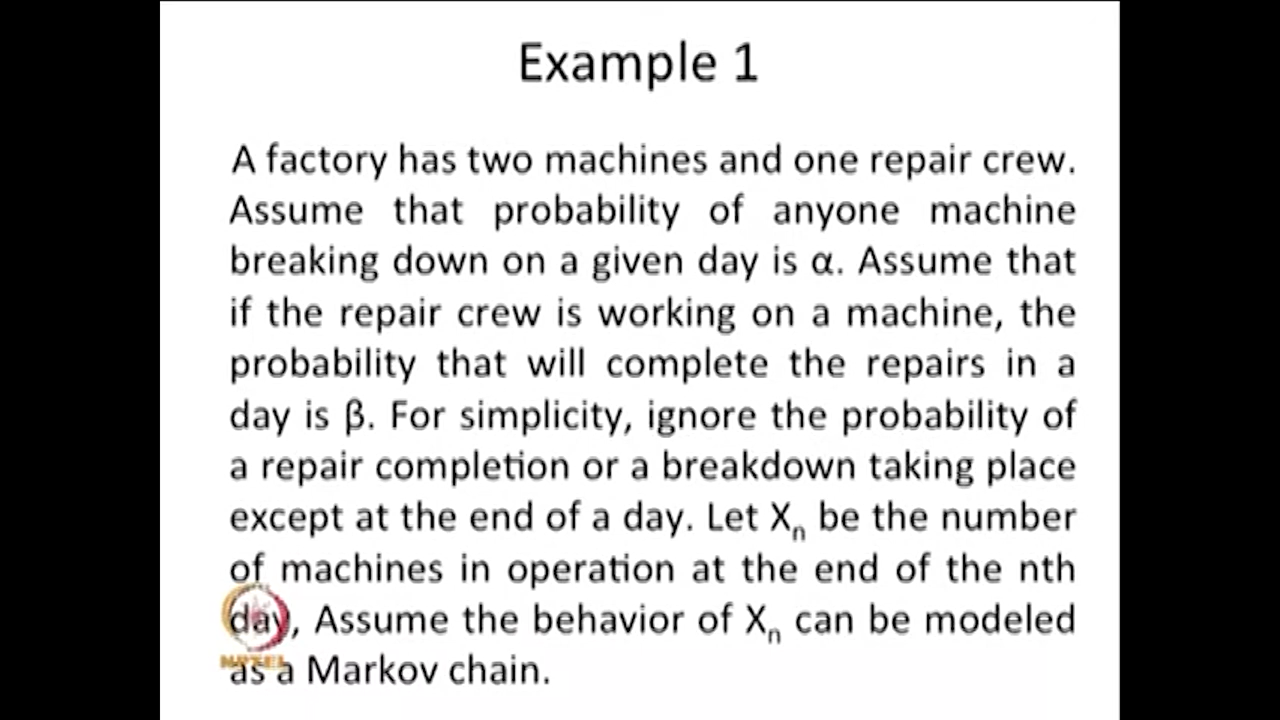 Example 1
A factory has two machines and one repair crew.
Assume that probability of anyone machine
breaking down on a given day is α. Assume that
if the repair crew is working on a machine, the
probability that will complete the repairs in a
day is β. For simplicity, ignore the probability of
a repair completion or a breakdown taking place
except at the end of a day. Let Xn be the number
of machines in operation at the end of the nth
day, Assume the behavior of Xn can be modeled
as a Markov chain.
NPTEL